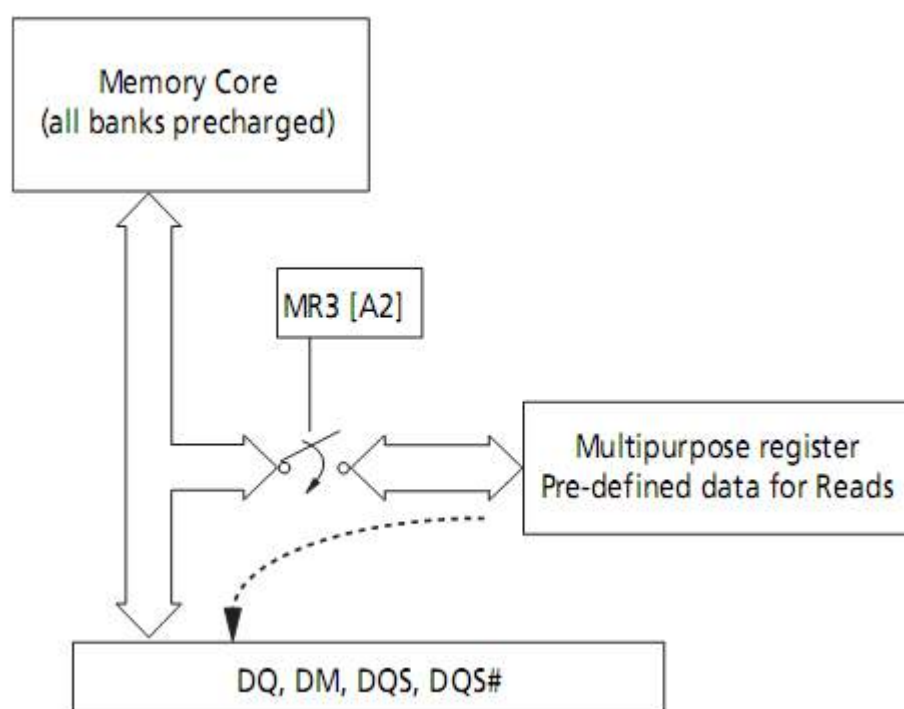 Memory Core
(all banks precharged)
MR3 [A2]
Multipurpose register
Pre-defined data for Reads
DQ, DM, DQS, DQS#